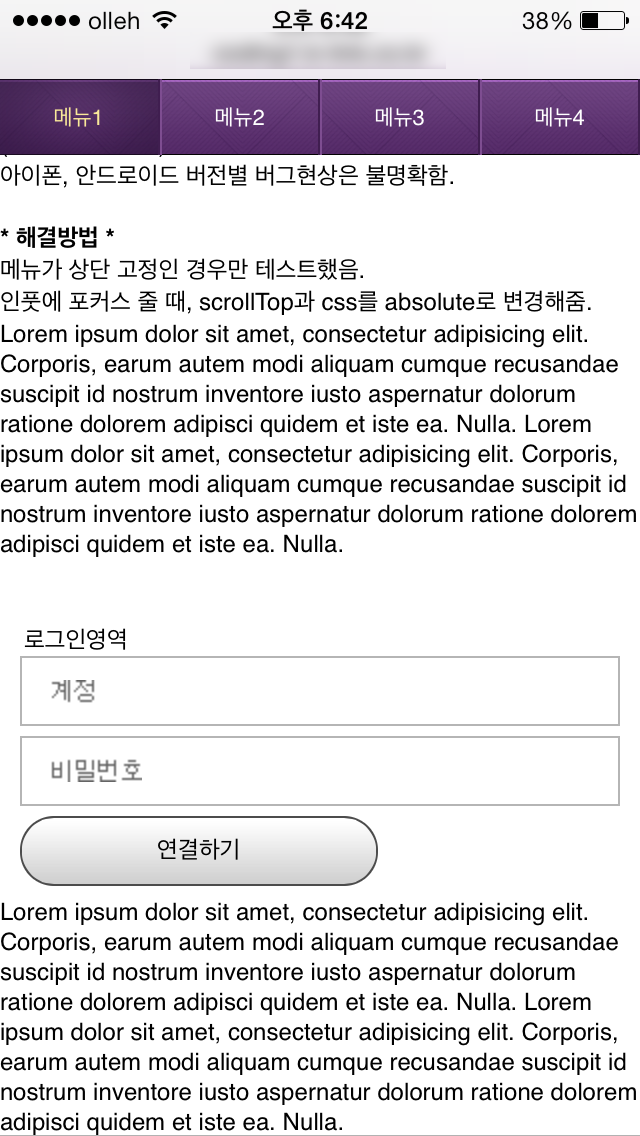 olleh 오후 6:42 38%
메뉴1 메뉴2 메뉴3 메뉴4
아이폰, 안드로이드 버전별 버그현상은 불명확함.
* 해결방법 *
메뉴가 상단 고정인 경우만 테스트했음.
인풋에 포커스 줄 때, scrollTop과 css를 absolute로 변경해줌.
Lorem ipsum dolor sit amet, consectetur adipisicing elit.
Corporis, earum autem modi aliquam cumque recusandae
suscipit id nostrum inventore iusto aspernatur dolorum
ratione dolorem adipisci quidem et iste ea. Nulla. Lorem
ipsum dolor sit amet, consectetur adipisicing elit. Corporis,
earum autem modi aliquam cumque recusandae suscipit id
nostrum inventore iusto aspernatur dolorum ratione dolorem
adipisci quidem et iste ea. Nulla.
로그인영역
계정
비밀번호
연결하기
Lorem ipsum dolor sit amet, consectetur adipisicing elit.
Corporis, earum autem modi aliquam cumque recusandae
suscipit id nostrum inventore iusto aspernatur dolorum
ratione dolorem adipisci quidem et iste ea. Nulla. Lorem
ipsum dolor sit amet, consectetur adipisicing elit. Corporis,
earum autem modi aliquam cumque recusandae suscipit id
nostrum inventore iusto aspernatur dolorum ratione dolorem
adipisci quidem et iste ea. Nulla.